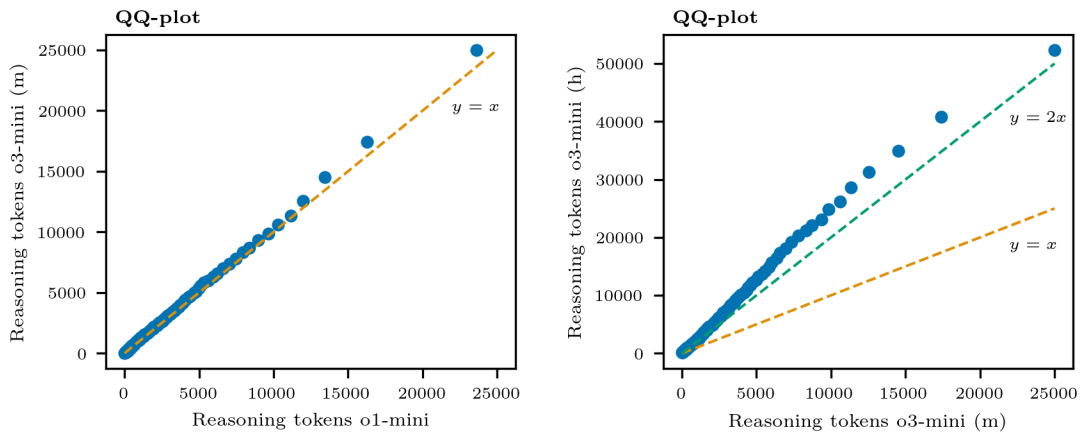 QQ-plot
25000
20000
15000
10000
5000
0
Reasoning tokens o3-mini (m)
y = x
0
5000
10000
15000
20000
25000
Reasoning tokens o1-mini
QQ-plot
50000
40000
30000
20000
10000
0
Reasoning tokens o3-mini (h)
y = 2x
y = x
0
5000
10000
15000
20000
25000
Reasoning tokens o3-mini (m)